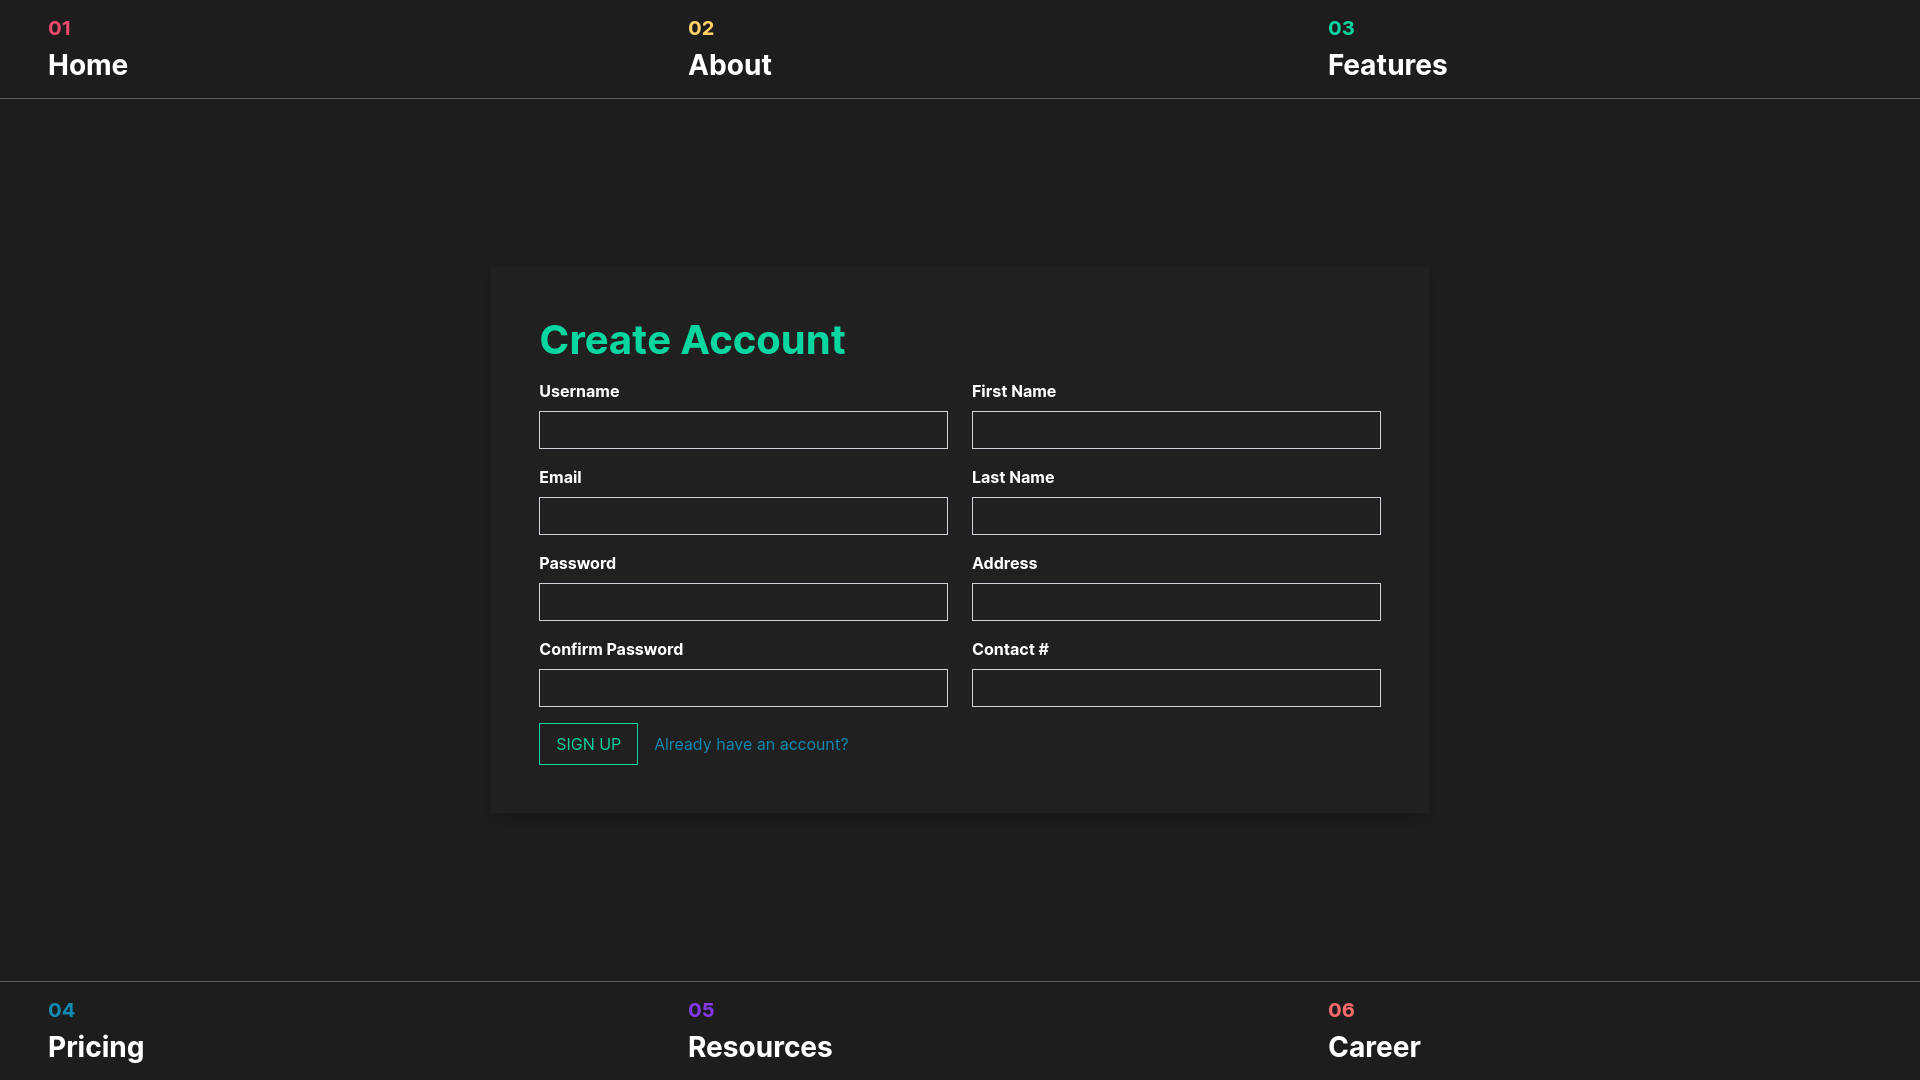 01
Home
02
About
03
Features
Create Account
Username
First Name
Email
Last Name
Password
Address
Confirm Password
Contact #
SIGN UP
Already have an account?
04
Pricing
05
Resources
06
Career